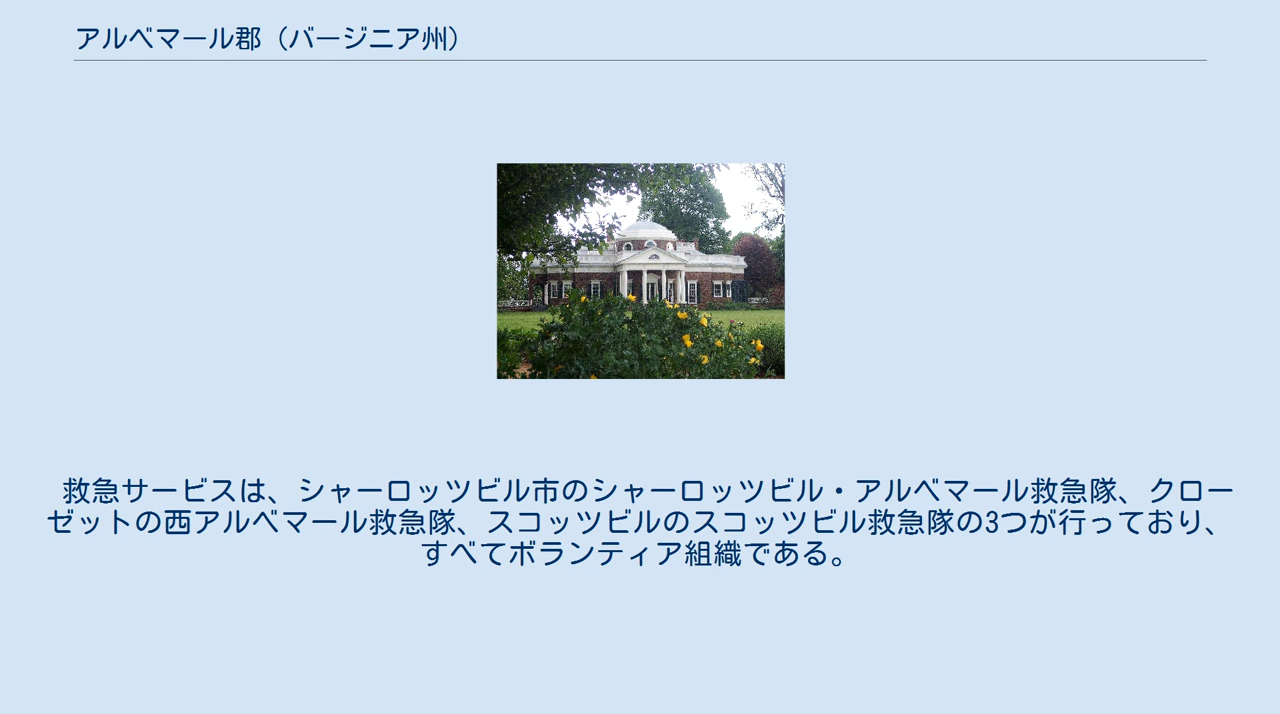 アルベマール郡（バージニア州）
救急サービスは、シャーロッツビル市のシャーロッツビル・アルベマール救急隊、クロー
ゼットの西アルベマール救急隊、スコッツビルのスコッツビル救急隊の3つが行っており、
すべてボランティア組織である。